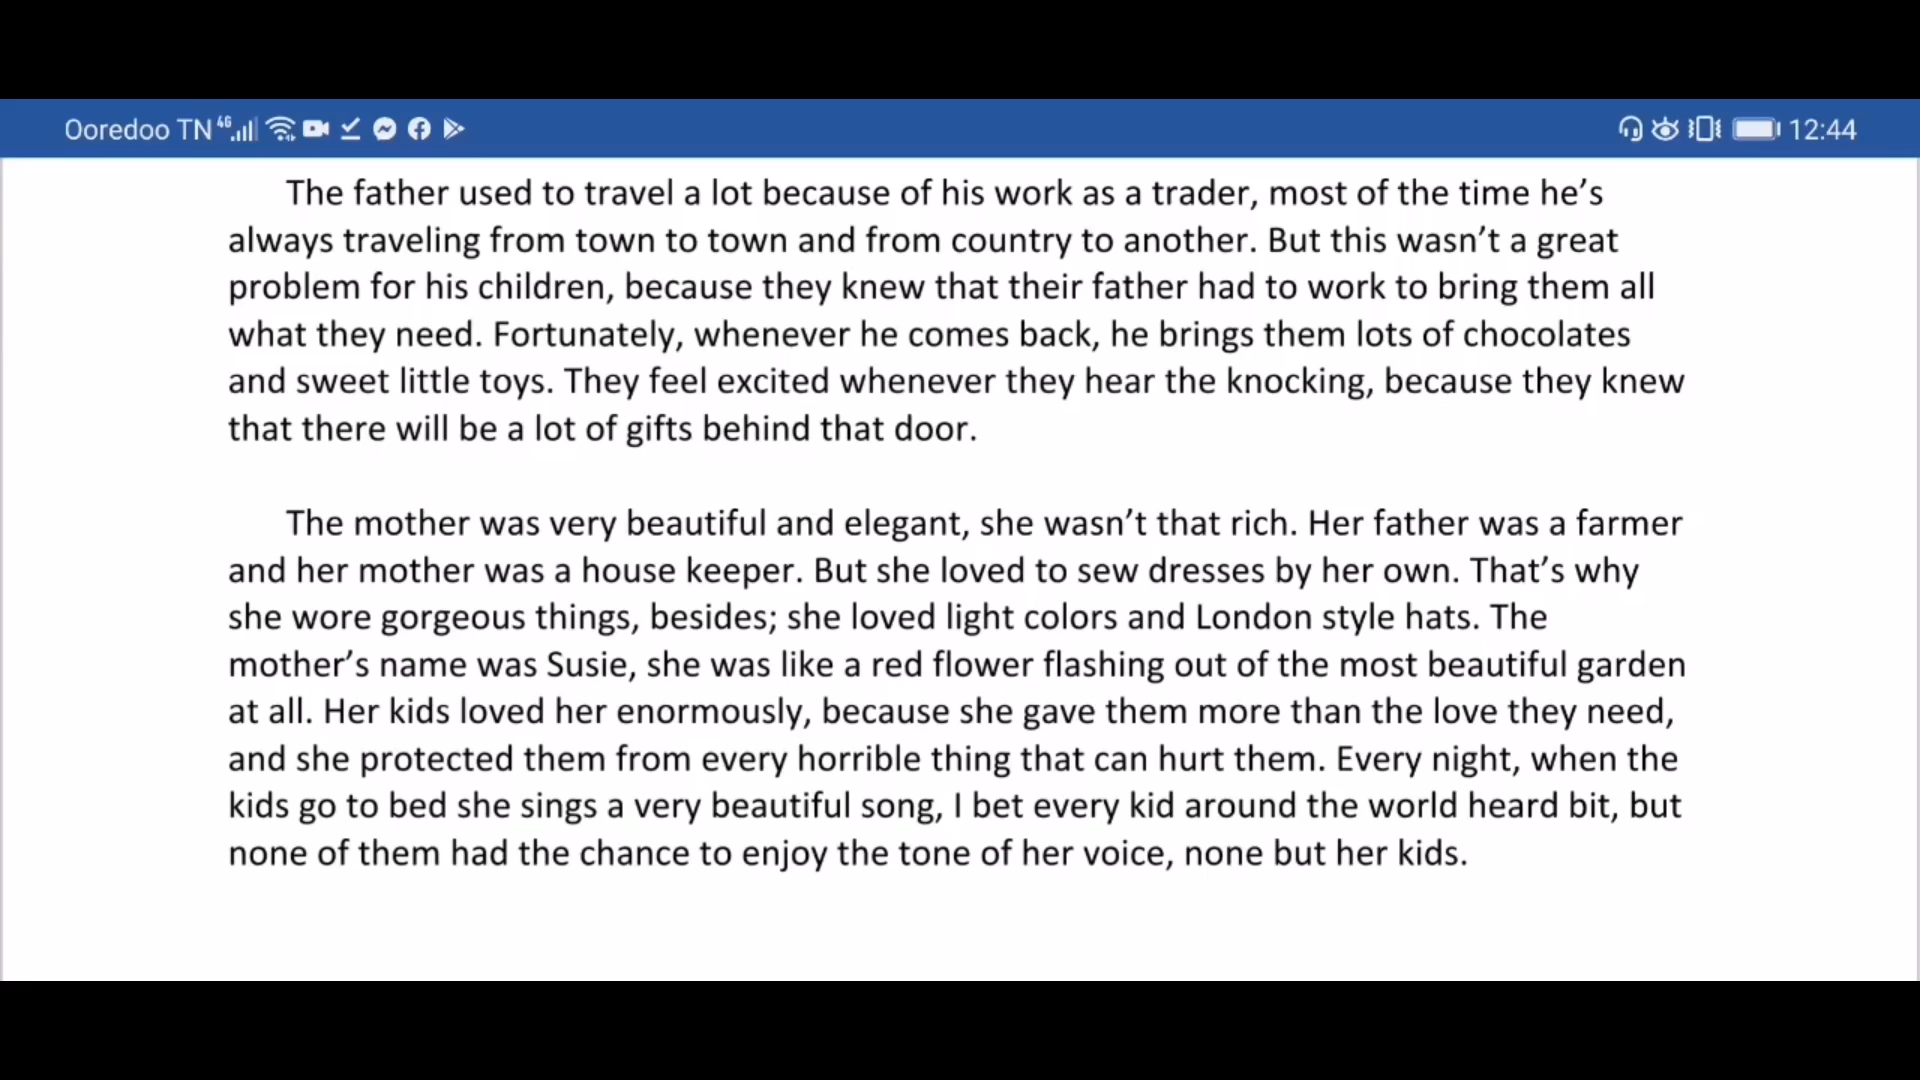 Ooredoo TN 4G 12:44
The father used to travel a lot because of his work as a trader, most of the time he’s
always traveling from town to town and from country to another. But this wasn’t a great
problem for his children, because they knew that their father had to work to bring them all
what they need. Fortunately, whenever he comes back, he brings them lots of chocolates
and sweet little toys. They feel excited whenever they hear the knocking, because they knew
that there will be a lot of gifts behind that door.
The mother was very beautiful and elegant, she wasn’t that rich. Her father was a farmer
and her mother was a house keeper. But she loved to sew dresses by her own. That’s why
she wore gorgeous things, besides; she loved light colors and London style hats. The
mother’s name was Susie, she was like a red flower flashing out of the most beautiful garden
at all. Her kids loved her enormously, because she gave them more than the love they need,
and she protected them from every horrible thing that can hurt them. Every night, when the
kids go to bed she sings a very beautiful song, I bet every kid around the world heard bit, but
none of them had the chance to enjoy the tone of her voice, none but her kids.